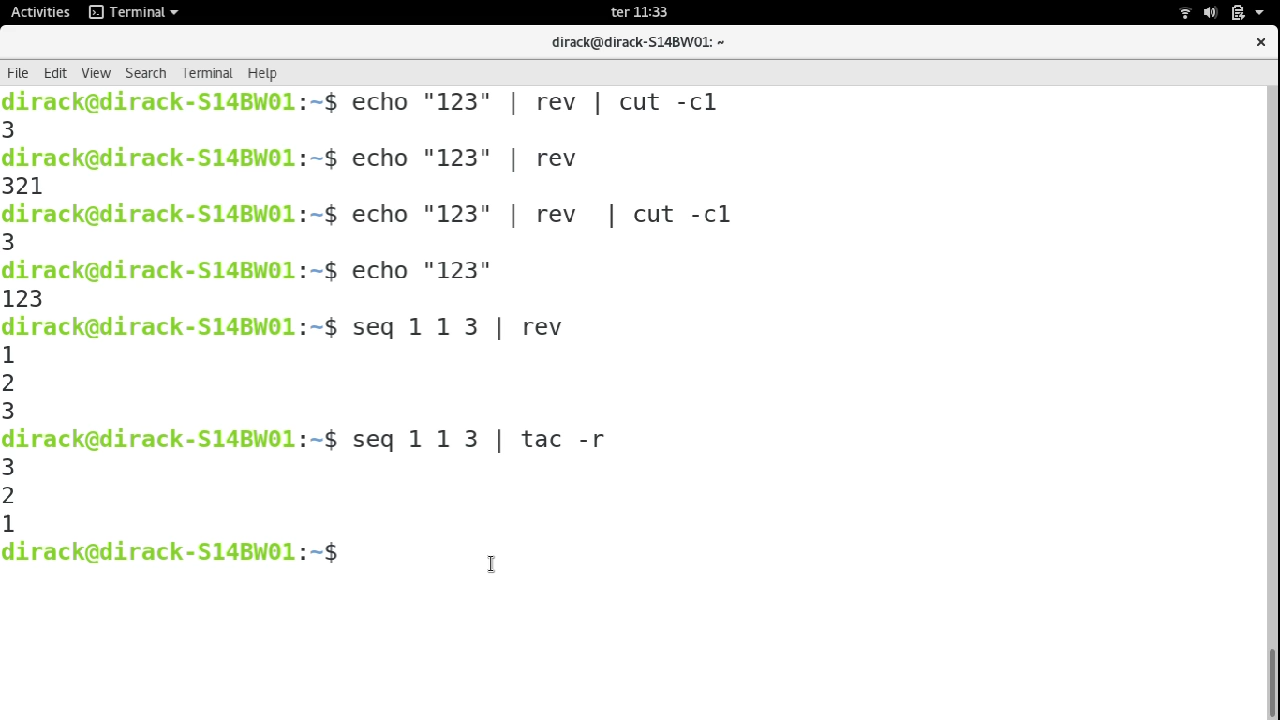 Activities Terminal ter 11:33
dirack@dirack-S14BW01: ~
File Edit View Search Terminal Help
dirack@dirack-S14BW01:~$ echo "123" | rev | cut -c1
3
dirack@dirack-S14BW01:~$ echo "123" | rev
321
dirack@dirack-S14BW01:~$ echo "123" | rev  | cut -c1
3
dirack@dirack-S14BW01:~$ echo "123"
123
dirack@dirack-S14BW01:~$ seq 1 1 3 | rev
1
2
3
dirack@dirack-S14BW01:~$ seq 1 1 3 | tac -r
3
2
1
dirack@dirack-S14BW01:~$